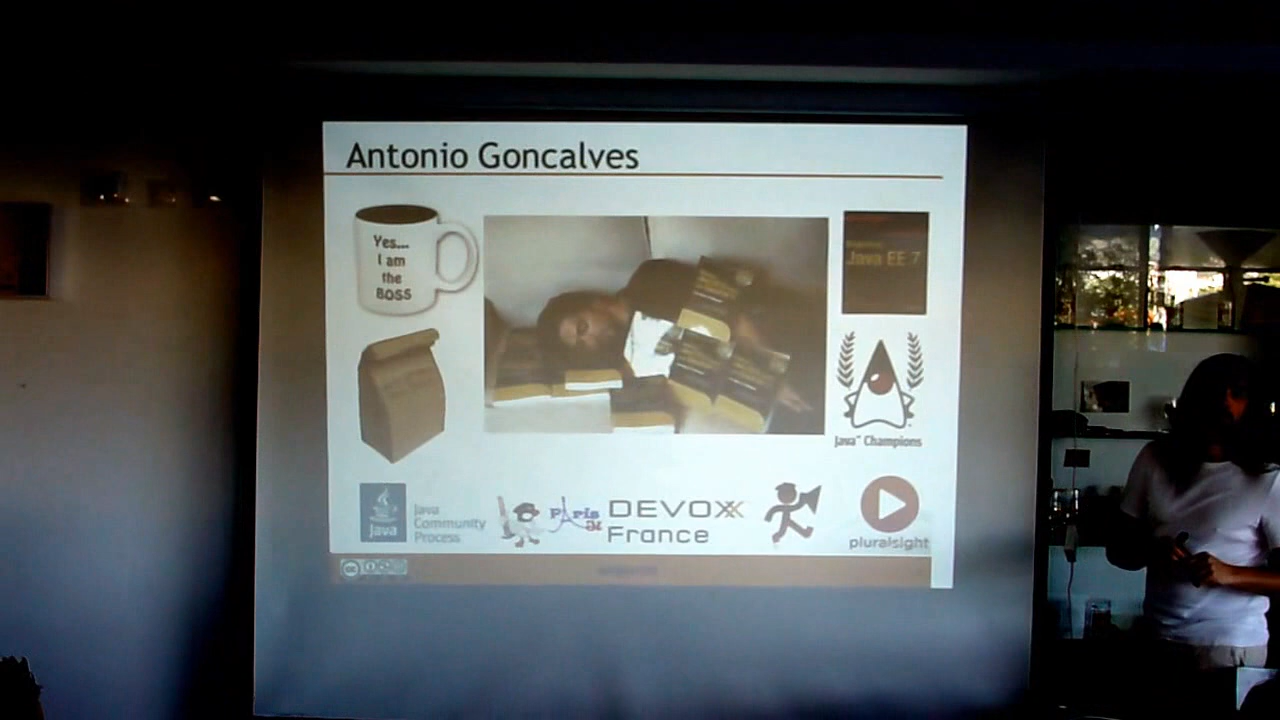 Antonio Goncalves
Yes...
I am
the
BOSS
Java EE 7
Java™ Champions
Java
Java
Community
Process
Paris
DEVOXX
France
pluralsight
cc